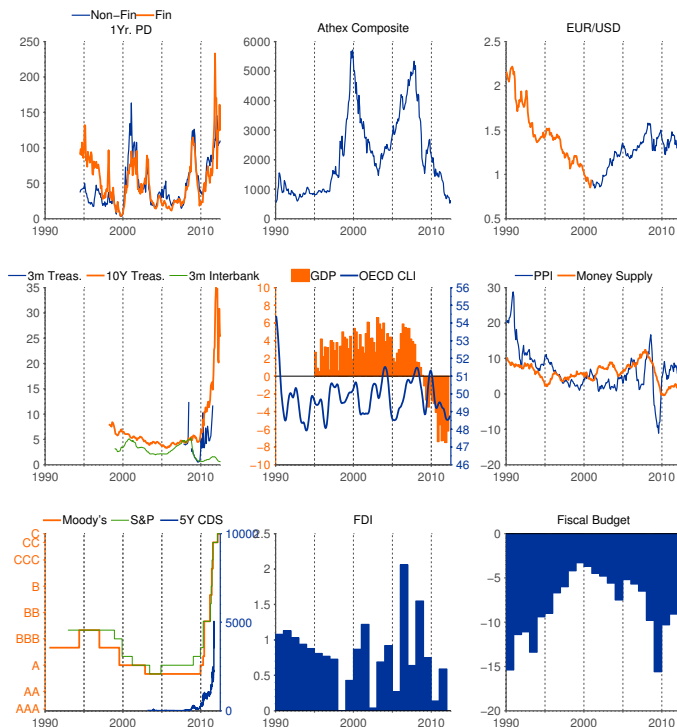 Non-Fin Fin
1Yr. PD
250
200
150
100
50
0
1990 2000 2010
Athex Composite
6000
5000
4000
3000
2000
1000
0
1990 2000 2010
EUR/USD
2.5
2
1.5
1
0.5
1990 2000 2010
3m Treas. 10Y Treas. 3m Interbank
35
30
25
20
15
10
5
0
1990 2000 2010
GDP OECD CLI
10
8
6
4
2
0
−2
−4
−6
−8
−10
56
55
54
53
52
51
50
49
48
47
46
1990 2000 2010
PPI Money Supply
30
20
10
0
−10
−20
1990 2000 2010
Moody's S&P 5Y CDS
C
CC
CCC
B
BB
BBB
A
AA
AAA
10000
5000
0
1990 2000 2010
FDI
2.5
2
1.5
1
0.5
0
1990 2000 2010
Fiscal Budget
0
−5
−10
−15
−20
1990 2000 2010